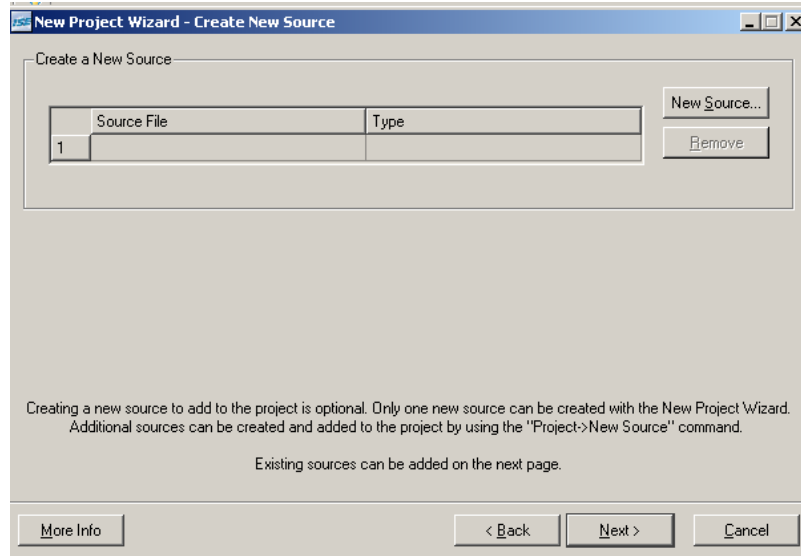 ISE New Project Wizard - Create New Source
Create a New Source
Source File Type
1
New Source...
Remove
Creating a new source to add to the project is optional. Only one new source can be created with the New Project Wizard.
Additional sources can be created and added to the project by using the "Project->New Source" command.
Existing sources can be added on the next page.
More Info
< Back
Next >
Cancel